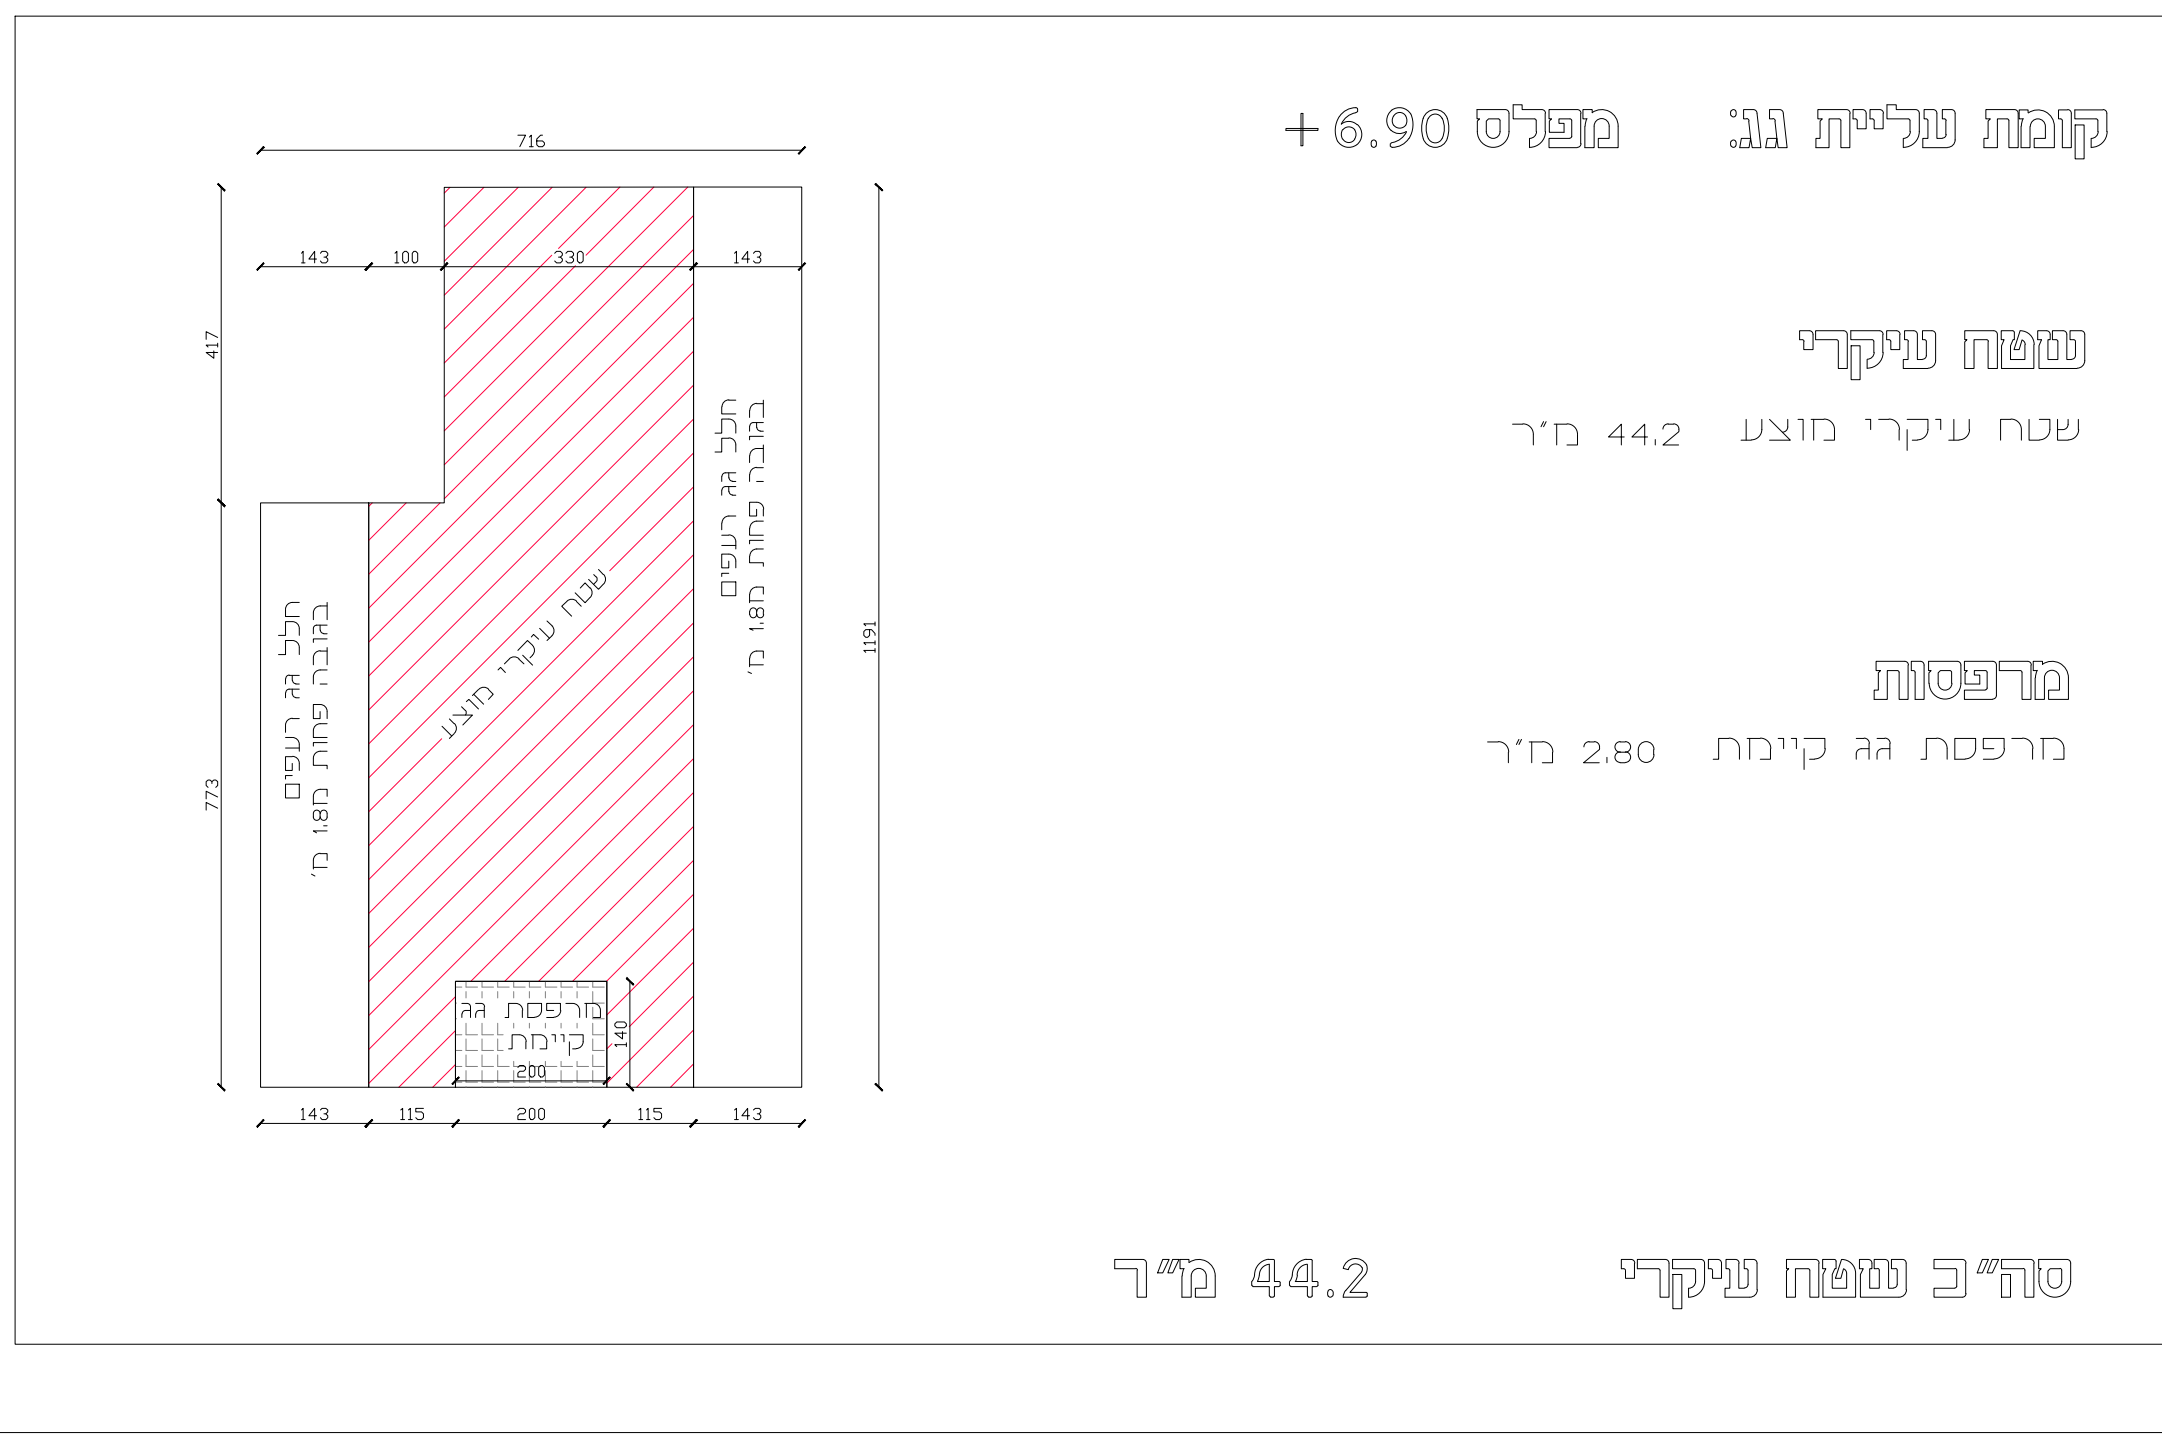 קומת עליית גג: מפלס 6.90+
שטח עיקרי
שטח עיקרי מוצע 44.2 מ"ר
מרפסות
מרפסת גג קיימת 2.80 מ"ר
סה"כ שטח עיקרי 44.2 מ"ר
716
143 100 330 143
417
773
1191
חלל גג רעפים
בגובה פחות מ1.8 מ'
חלל גג רעפים
בגובה פחות מ1.8 מ'
שטח עיקרי מוצע
מרפסת גג
קיימת
200
140
143 115 200 115 143